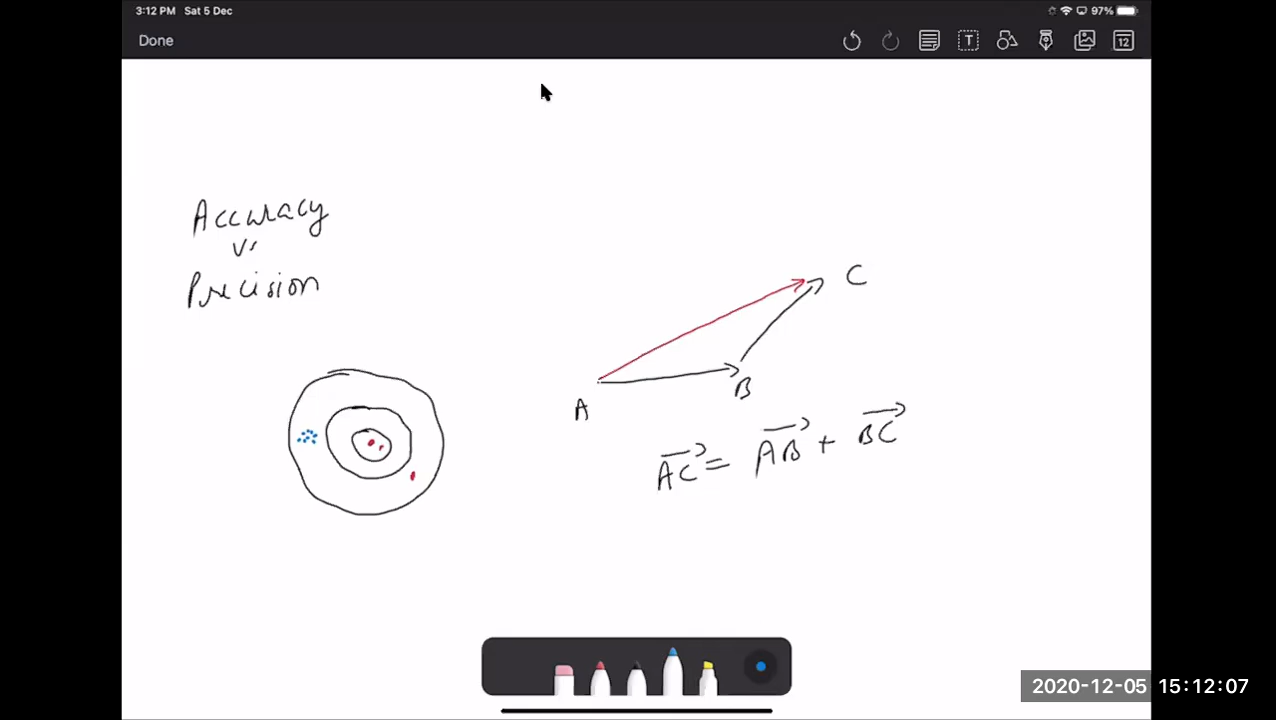 3:12 PM Sat 5 Dec
97%
Done
T
12
Accuracy
vs
Precision
C
A
B
AC⃗ = AB⃗ + BC⃗
2020-12-05 15:12:07